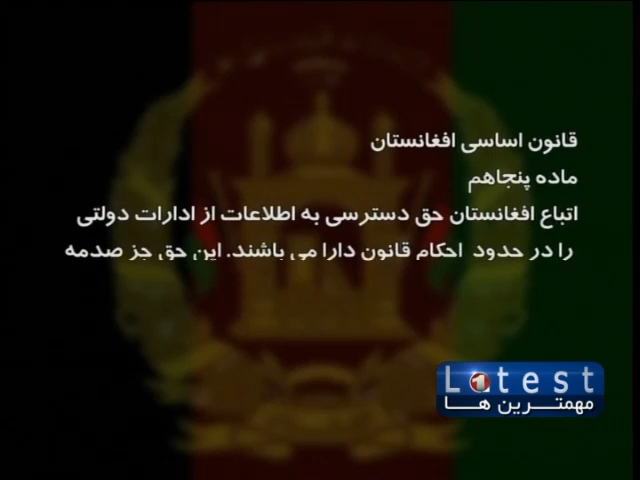 قانون اساسی افغانستان
ماده پنجاهم
اتباع افغانستان حق دسترسی به اطلاعات از ادارات دولتی
را در حدود احکام قانون دارا می باشند. این حق جز صدمه
Latest
مهمترین ها